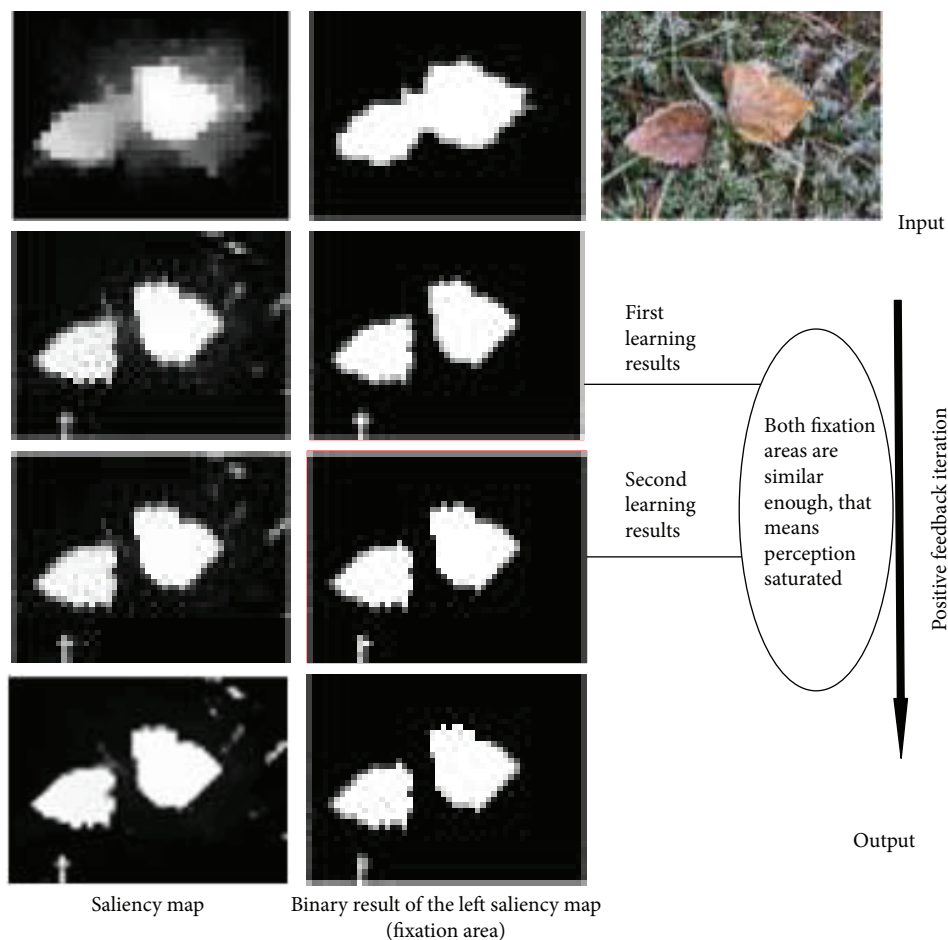 Input
First
learning
results
Both fixation
areas are
similar
enough, that
means
perception
saturated
Second
learning
results
Positive feedback iteration
Output
Saliency map
Binary result of the left saliency map
(fixation area)